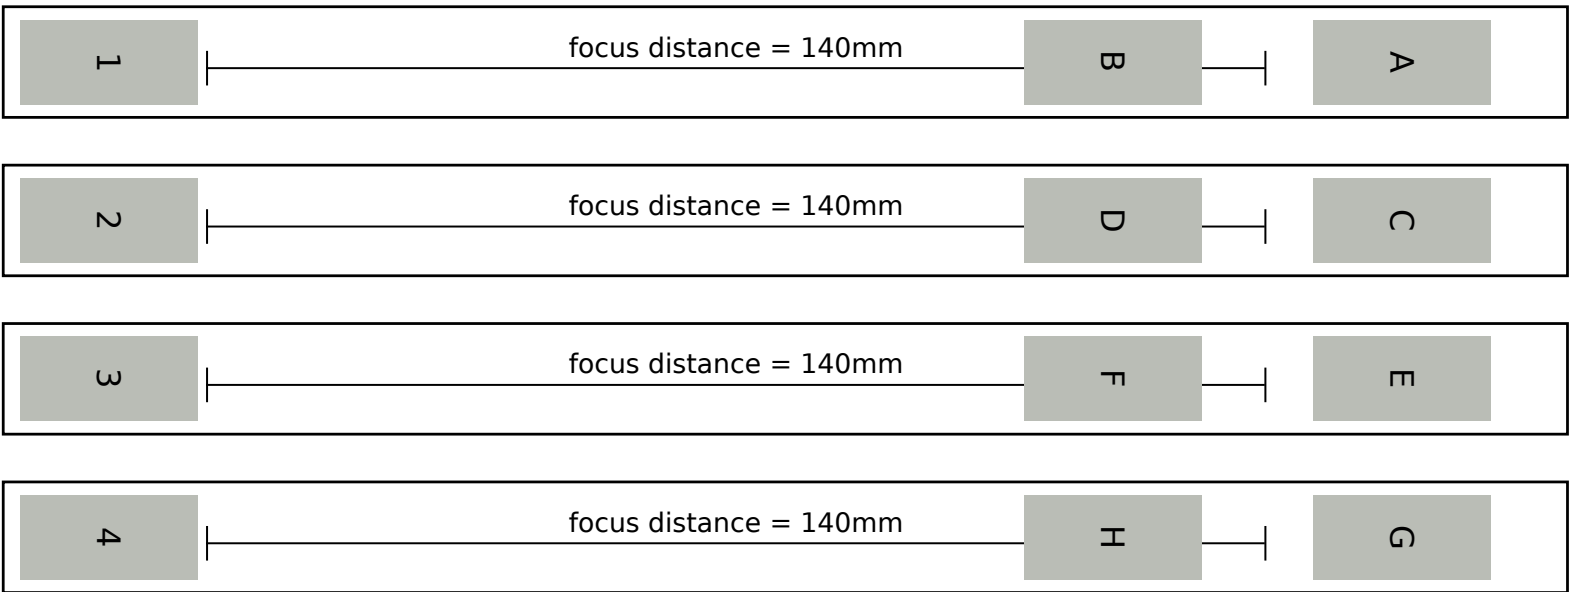 1 focus distance = 140mm B A
2 focus distance = 140mm D C
3 focus distance = 140mm F E
4 focus distance = 140mm H G